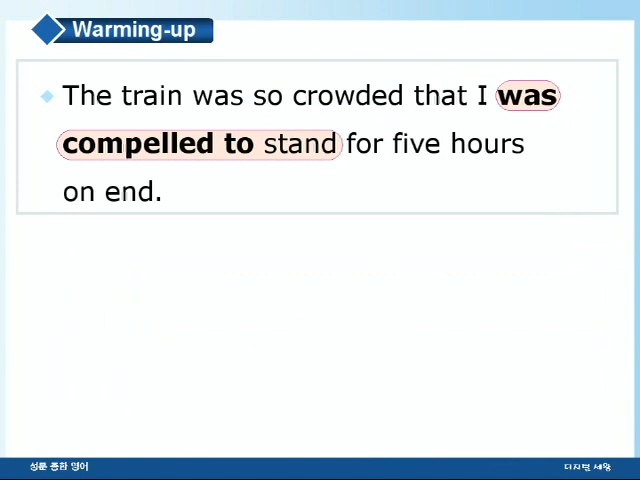 Warming-up
The train was so crowded that I was
compelled to stand for five hours
on end.
성문 종합 영어
디지털 세왕